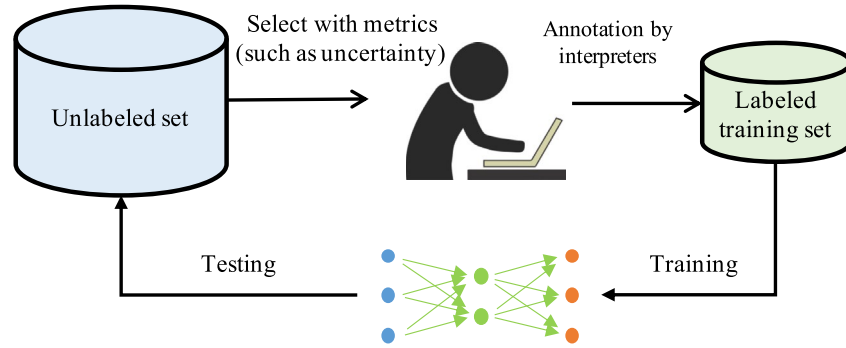 Select with metrics
(such as uncertainty)
Annotation by
interpreters
Unlabeled set
Labeled
training set
Testing
Training